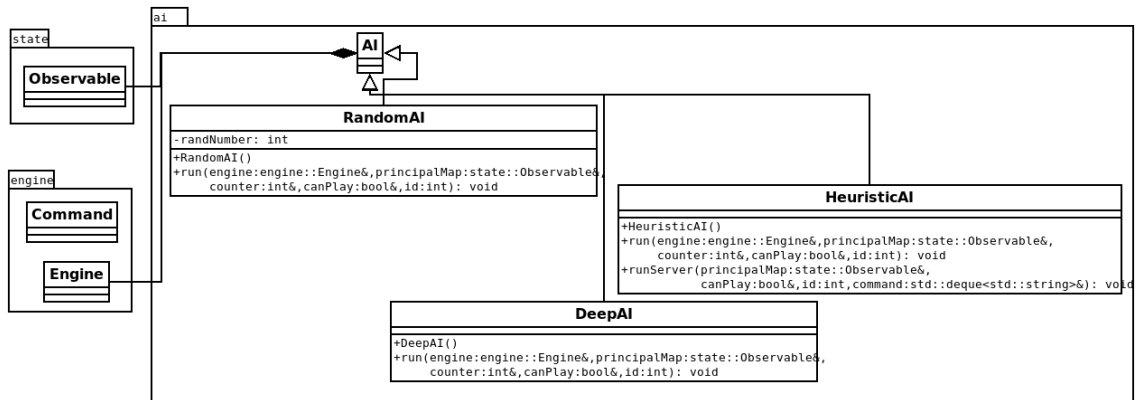 ai
state
Observable
AI
RandomAI
-randNumber: int
+RandomAI()
+run(engine:engine::Engine&,principalMap:state::Observable&,
counter:int&,canPlay:bool&,id:int): void
engine
Command
Engine
HeuristicAI
+HeuristicAI()
+run(engine:engine::Engine&,principalMap:state::Observable&,
counter:int&,canPlay:bool&,id:int): void
+runServer(principalMap:state::Observable&,
canPlay:bool&,id:int,command:std::deque<std::string>&): void
DeepAI
+DeepAI()
+run(engine:engine::Engine&,principalMap:state::Observable&,
counter:int&,canPlay:bool&,id:int): void